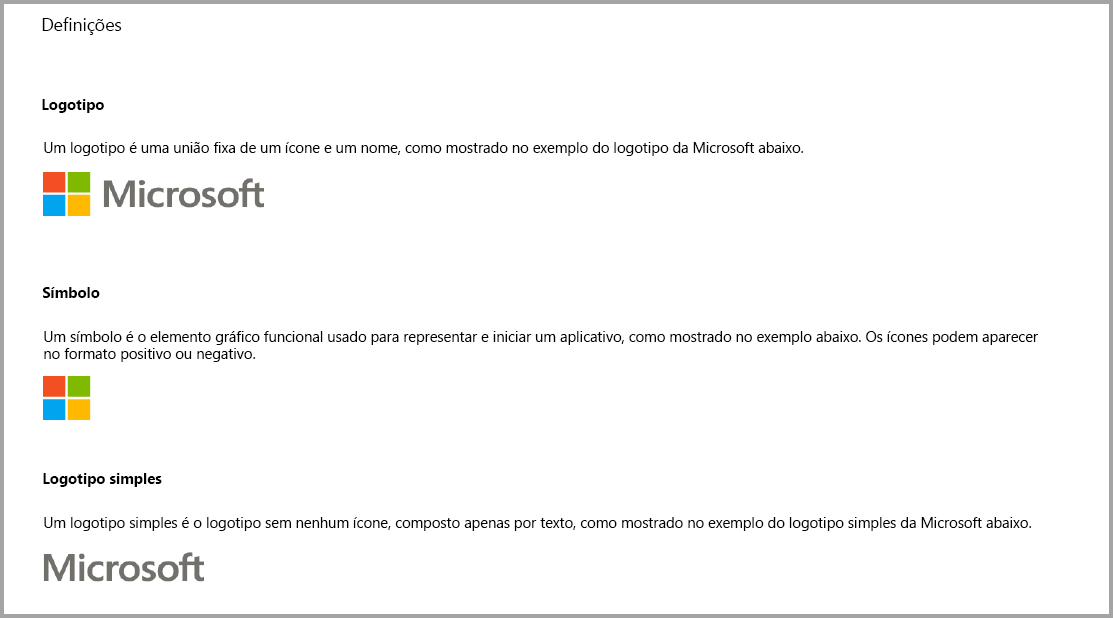 Definições
Logotipo
Um logotipo é uma união fixa de um ícone e um nome, como mostrado no exemplo do logotipo da Microsoft abaixo.
Microsoft
Símbolo
Um símbolo é o elemento gráfico funcional usado para representar e iniciar um aplicativo, como mostrado no exemplo abaixo. Os ícones podem aparecer
no formato positivo ou negativo.
Logotipo simples
Um logotipo simples é o logotipo sem nenhum ícone, composto apenas por texto, como mostrado no exemplo do logotipo simples da Microsoft abaixo.
Microsoft